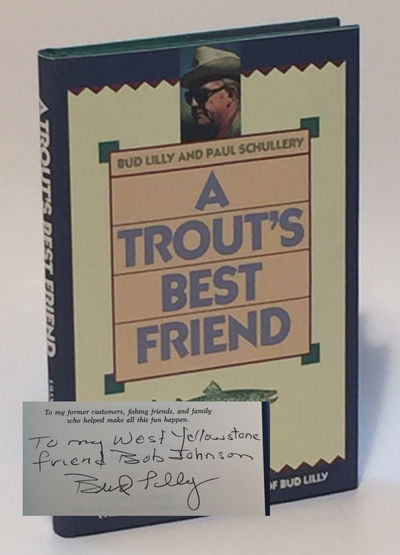 BUD LILLY AND PAUL SCHULLERY
A
TROUT'S
BEST
FRIEND
A TROUT'S BEST FRIEND
To my former customers, fishing friends, and family
who helped make all this fun happen.
To my West Yellowstone
friend Bob Johnson
Bud Lilly
OF BUD LILLY